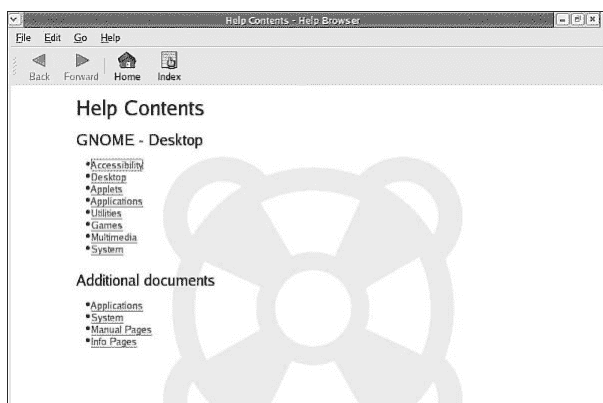 Help Contents - Help Browser
File Edit Go Help
Back Forward Home Index
Help Contents
GNOME - Desktop
Accessibility
Desktop
Applets
Applications
Utilities
Games
Multimedia
System
Additional documents
Applications
System
Manual Pages
Info Pages